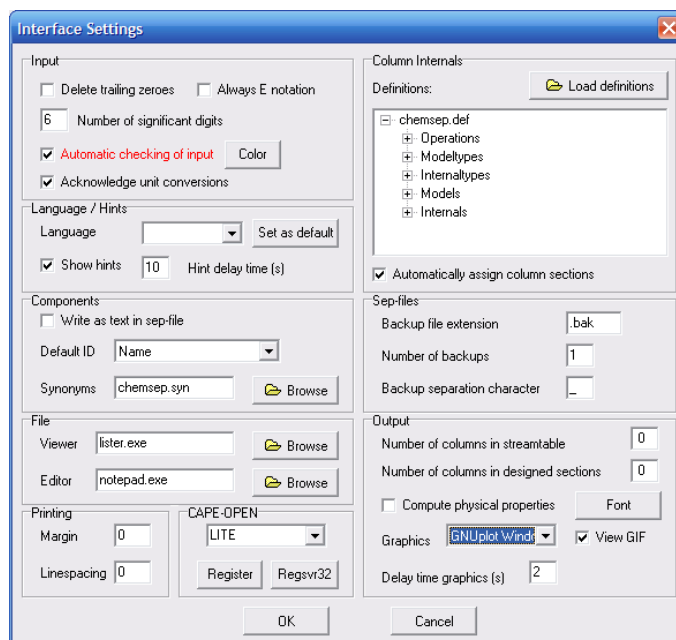 Interface Settings
Input
Delete trailing zeroes
Always E notation
6 Number of significant digits
Automatic checking of input
Color
Acknowledge unit conversions
Language / Hints
Language
Set as default
Show hints
10
Hint delay time (s)
Components
Write as text in sep-file
Default ID
Name
Synonyms
chemsep.syn
Browse
File
Viewer
lister.exe
Browse
Editor
notepad.exe
Browse
Printing
Margin
0
Linespacing
0
CAPE-OPEN
LITE
Register
Regsvr32
Column Internals
Definitions:
Load definitions
chemsep.def
Operations
Modeltypes
Internaltypes
Models
Internals
Automatically assign column sections
Sep-files
Backup file extension
.bak
Number of backups
1
Backup separation character
_
Output
Number of columns in streamtable
0
Number of columns in designed sections
0
Compute physical properties
Font
Graphics
GNUplot Windo
View GIF
Delay time graphics (s)
2
OK
Cancel